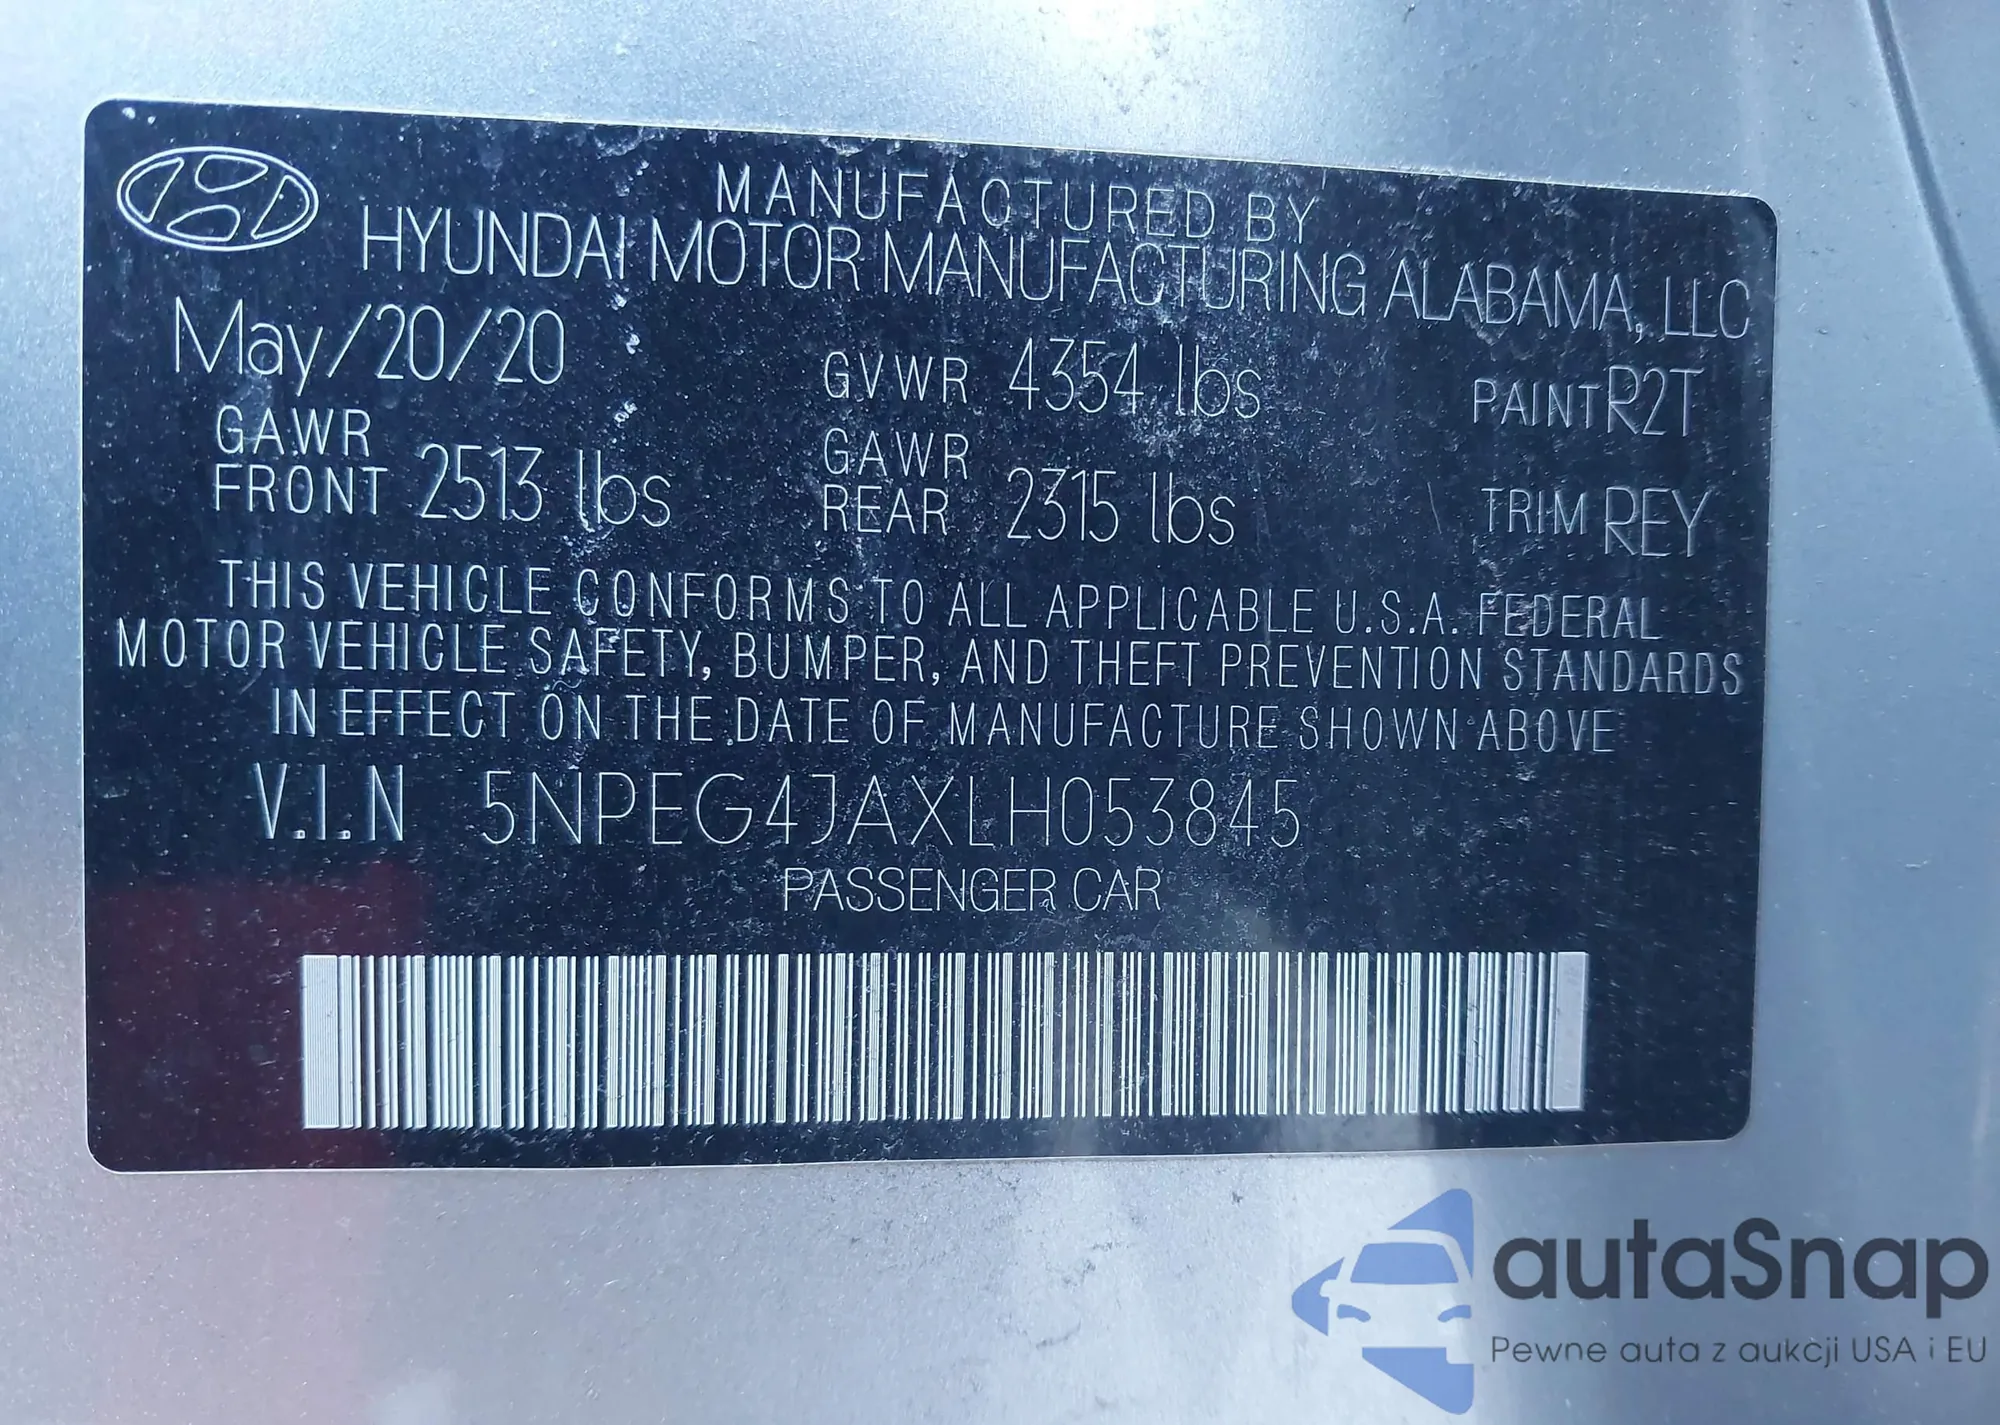 MANUFACTURED BY
HYUNDAI MOTOR MANUFACTURING ALABAMA, LLC
May/20/20 GVWR 4354 lbs PAINT R2T
GAWR FRONT 2513 lbs GAWR REAR 2315 lbs TRIM REY
THIS VEHICLE CONFORMS TO ALL APPLICABLE U.S.A. FEDERAL
MOTOR VEHICLE SAFETY, BUMPER, AND THEFT PREVENTION STANDARDS
IN EFFECT ON THE DATE OF MANUFACTURE SHOWN ABOVE
V.I.N 5NPEG4JAXLH053845
PASSENGER CAR
autaSnap
Pewne auta z aukcji USA i EU